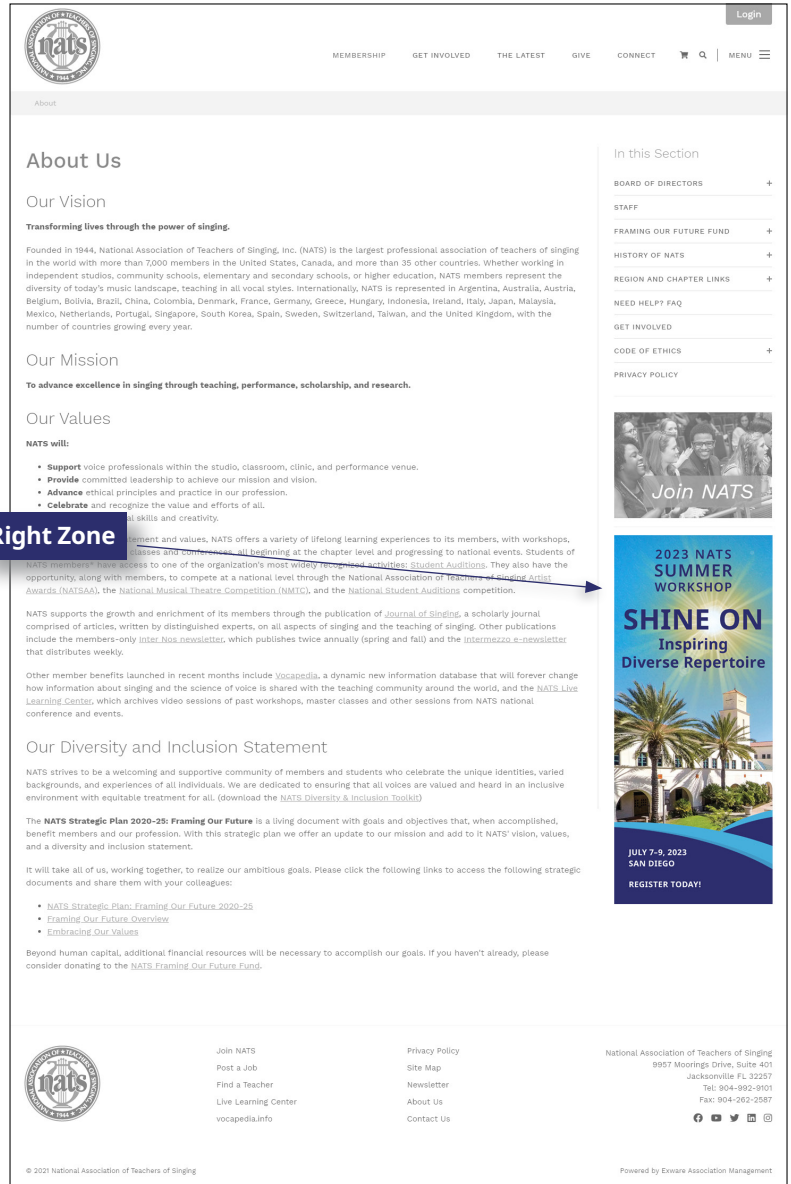 Login
NATIONAL ASSOCIATION OF TEACHERS OF SINGING, INC.
nats
1944
MEMBERSHIP GET INVOLVED THE LATEST GIVE CONNECT MENU
About
About Us
Our Vision
Transforming lives through the power of singing.
Founded in 1944, National Association of Teachers of Singing, Inc. (NATS) is the largest professional association of teachers of singing
in the world with more than 7,000 members in the United States, Canada, and more than 35 other countries. Whether working in
independent studios, community schools, elementary and secondary schools, or higher education, NATS members represent the
diversity of today's music landscape, teaching in all vocal styles. Internationally, NATS is represented in Argentina, Australia, Austria,
Belgium, Bolivia, Brazil, China, Colombia, Denmark, France, Germany, Greece, Hungary, Indonesia, Ireland, Italy, Japan, Malaysia,
Mexico, Netherlands, Portugal, Singapore, South Korea, Spain, Sweden, Switzerland, Taiwan, and the United Kingdom, with the
number of countries growing every year.
Our Mission
To advance excellence in singing through teaching, performance, scholarship, and research.
Our Values
NATS will:
• Support voice professionals within the studio, classroom, clinic, and performance venue.
• Provide committed leadership to achieve our mission and vision.
• Advance ethical principles and practice in our profession.
• Celebrate and recognize the value and efforts of all.
al skills and creativity.
Right Zone
ement and values, NATS offers a variety of lifelong learning experiences to its members, with workshops,
classes and conferences, all beginning at the chapter level and progressing to national events. Students of
NATS members* have access to one of the organization's most widely recognized activities: Student Auditions. They also have the
opportunity, along with members, to compete at a national level through the National Association of Teachers of Singing Artist
Awards (NATSAA), the National Musical Theatre Competition (NMTC), and the National Student Auditions competition.
NATS supports the growth and enrichment of its members through the publication of Journal of Singing, a scholarly journal
comprised of articles, written by distinguished experts, on all aspects of singing and the teaching of singing. Other publications
include the members-only Inter Nos newsletter, which publishes twice annually (spring and fall) and the Intermezzo e-newsletter
that distributes weekly.
Other member benefits launched in recent months include Vocapedia, a dynamic new information database that will forever change
how information about singing and the science of voice is shared with the teaching community around the world, and the NATS Live
Learning Center, which archives video sessions of past workshops, master classes and other sessions from NATS national
conference and events.
Our Diversity and Inclusion Statement
NATS strives to be a welcoming and supportive community of members and students who celebrate the unique identities, varied
backgrounds, and experiences of all individuals. We are dedicated to ensuring that all voices are valued and heard in an inclusive
environment with equitable treatment for all. (download the NATS Diversity & Inclusion Toolkit)
The NATS Strategic Plan 2020-25: Framing Our Future is a living document with goals and objectives that, when accomplished,
benefit members and our profession. With this strategic plan we offer an update to our mission and add to it NATS' vision, values,
and a diversity and inclusion statement.
It will take all of us, working together, to realize our ambitious goals. Please click the following links to access the following strategic
documents and share them with your colleagues:
• NATS Strategic Plan: Framing Our Future 2020-25
• Framing Our Future Overview
• Embracing Our Values
Beyond human capital, additional financial resources will be necessary to accomplish our goals. If you haven't already, please
consider donating to the NATS Framing Our Future Fund.
In this Section
BOARD OF DIRECTORS +
STAFF
FRAMING OUR FUTURE FUND +
HISTORY OF NATS +
REGION AND CHAPTER LINKS +
NEED HELP? FAQ
GET INVOLVED
CODE OF ETHICS +
PRIVACY POLICY
Join NATS
2023 NATS
SUMMER
WORKSHOP
SHINE ON
Inspiring
Diverse Repertoire
JULY 7–9, 2023
SAN DIEGO
REGISTER TODAY!
NATIONAL ASSOCIATION OF TEACHERS OF SINGING, INC.
nats
1944
Join NATS
Post a Job
Find a Teacher
Live Learning Center
vocapedia.info
Privacy Policy
Site Map
Newsletter
About Us
Contact Us
National Association of Teachers of Singing
9957 Moorings Drive, Suite 401
Jacksonville FL 32257
Tel: 904-992-9101
Fax: 904-262-2587
© 2021 National Association of Teachers of Singing
Powered by Exware Association Management